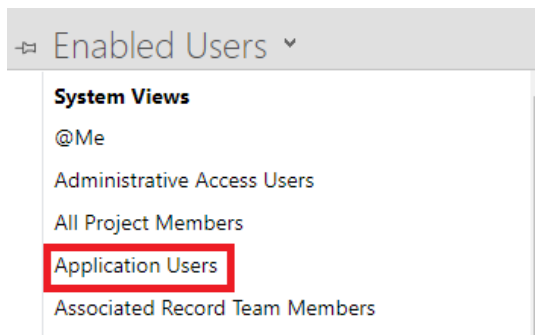 Enabled Users
System Views
@Me
Administrative Access Users
All Project Members
Application Users
Associated Record Team Members